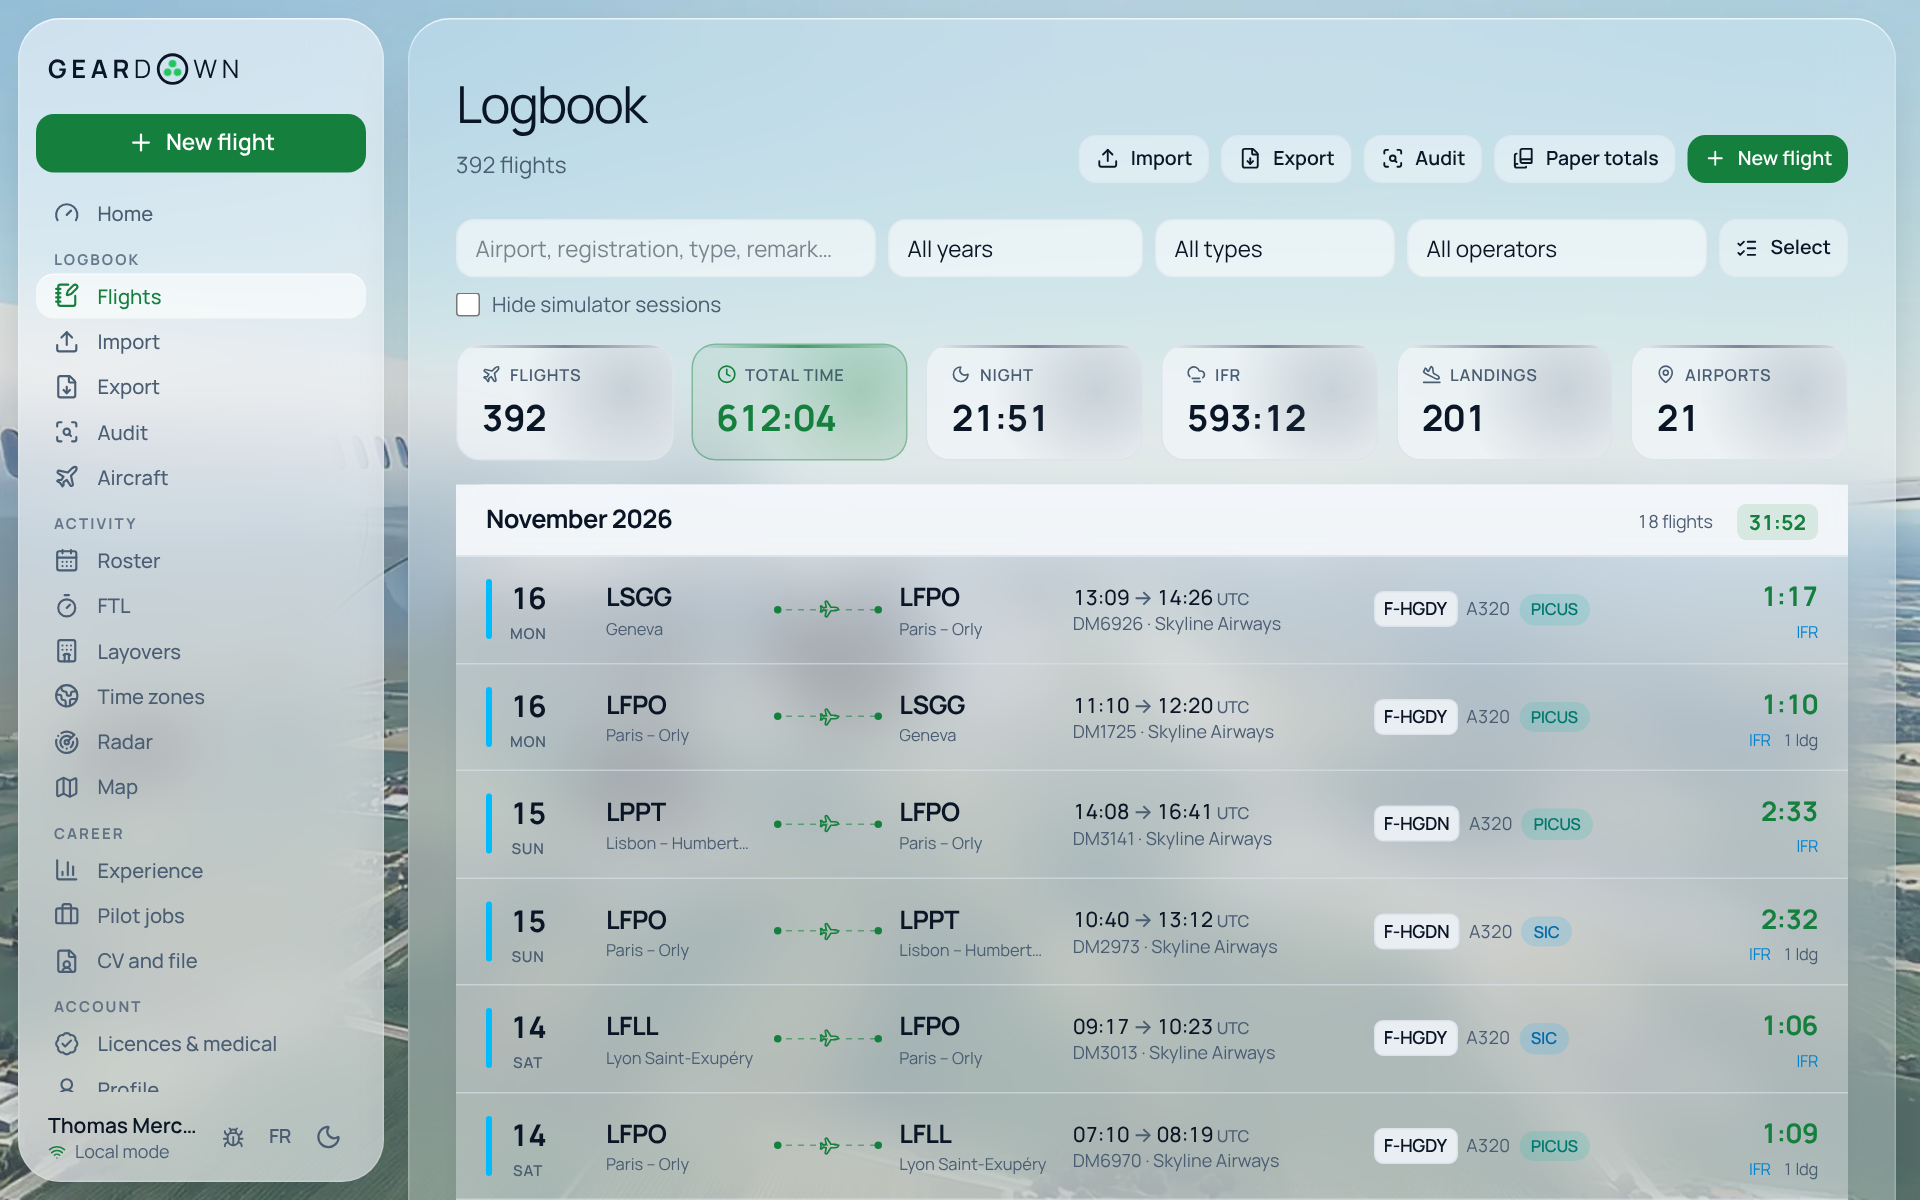 GEARDOWN
New flight
Home
LOGBOOK
Flights
Import
Export
Audit
Aircraft
ACTIVITY
Roster
FTL
Layovers
Time zones
Radar
Map
CAREER
Experience
Pilot jobs
CV and file
ACCOUNT
Licences & medical
Profile
Thomas Merc...
Local mode
FR
Logbook
392 flights
Import
Export
Audit
Paper totals
New flight
Airport, registration, type, remark...
All years
All types
All operators
Select
Hide simulator sessions
FLIGHTS
392
TOTAL TIME
612:04
NIGHT
21:51
IFR
593:12
LANDINGS
201
AIRPORTS
21
November 2026
18 flights
31:52
16 LSGG LFPO 13:09 → 14:26 UTC F-HGDY A320 PICUS 1:17
MON Geneva Paris – Orly DM6926 · Skyline Airways IFR
16 LFPO LSGG 11:10 → 12:20 UTC F-HGDY A320 PICUS 1:10
MON Paris – Orly Geneva DM1725 · Skyline Airways IFR 1 ldg
15 LPPT LFPO 14:08 → 16:41 UTC F-HGDN A320 PICUS 2:33
SUN Lisbon – Humbert... Paris – Orly DM3141 · Skyline Airways IFR
15 LFPO LPPT 10:40 → 13:12 UTC F-HGDN A320 SIC 2:32
SUN Paris – Orly Lisbon – Humbert... DM2973 · Skyline Airways IFR 1 ldg
14 LFLL LFPO 09:17 → 10:23 UTC F-HGDY A320 SIC 1:06
SAT Lyon Saint-Exupéry Paris – Orly DM3013 · Skyline Airways IFR
14 LFPO LFLL 07:10 → 08:19 UTC F-HGDY A320 PICUS 1:09
SAT Paris – Orly Lyon Saint-Exupéry DM6970 · Skyline Airways IFR 1 ldg